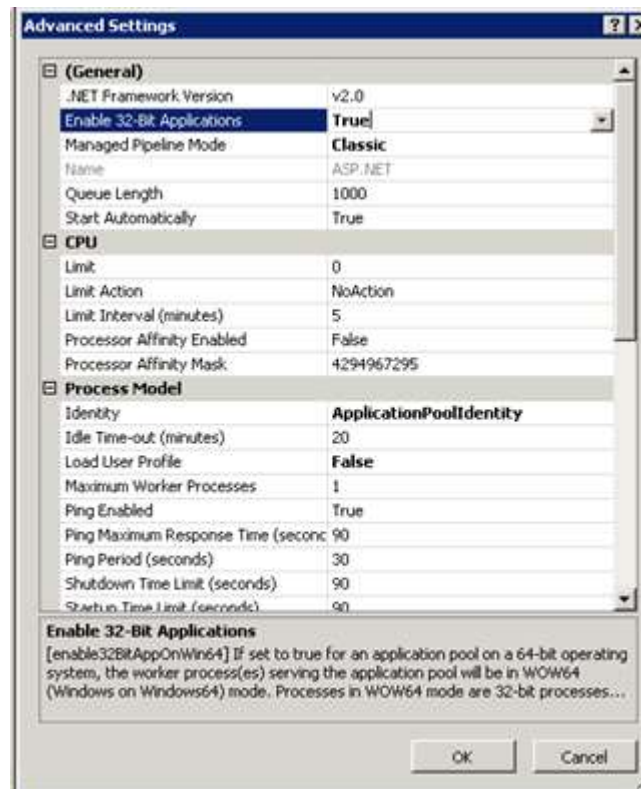 Advanced Settings
(General)
.NET Framework Version v2.0
Enable 32-Bit Applications True
Managed Pipeline Mode Classic
Name ASP.NET
Queue Length 1000
Start Automatically True
CPU
Limit 0
Limit Action NoAction
Limit Interval (minutes) 5
Processor Affinity Enabled False
Processor Affinity Mask 4294967295
Process Model
Identity ApplicationPoolIdentity
Idle Time-out (minutes) 20
Load User Profile False
Maximum Worker Processes 1
Ping Enabled True
Ping Maximum Response Time (second 90
Ping Period (seconds) 30
Shutdown Time Limit (seconds) 90
Startup Time Limit (seconds) 90
Enable 32-Bit Applications
[enable32BitAppOnWin64] If set to true for an application pool on a 64-bit operating
system, the worker process(es) serving the application pool will be in WOW64
(Windows on Windows64) mode. Processes in WOW64 mode are 32-bit processes...
OK Cancel